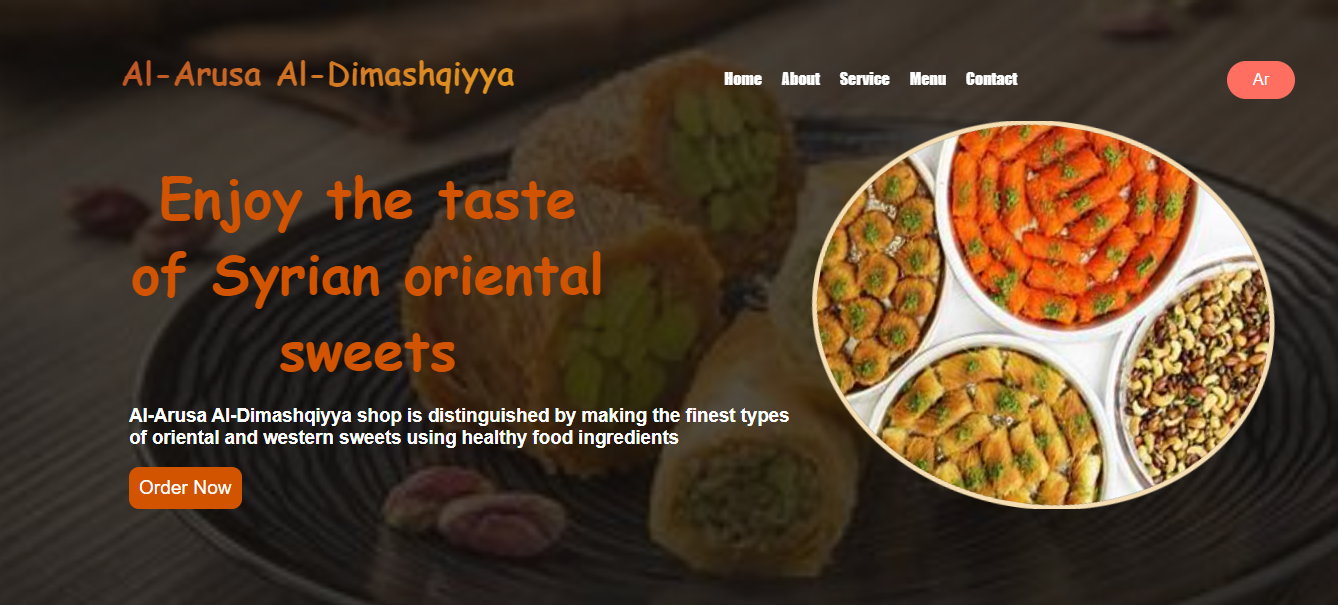 Al-Arusa Al-Dimashqiyya
Home About Service Menu Contact
Ar
Enjoy the taste
of Syrian oriental
sweets
Al-Arusa Al-Dimashqiyya shop is distinguished by making the finest types
of oriental and western sweets using healthy food ingredients
Order Now